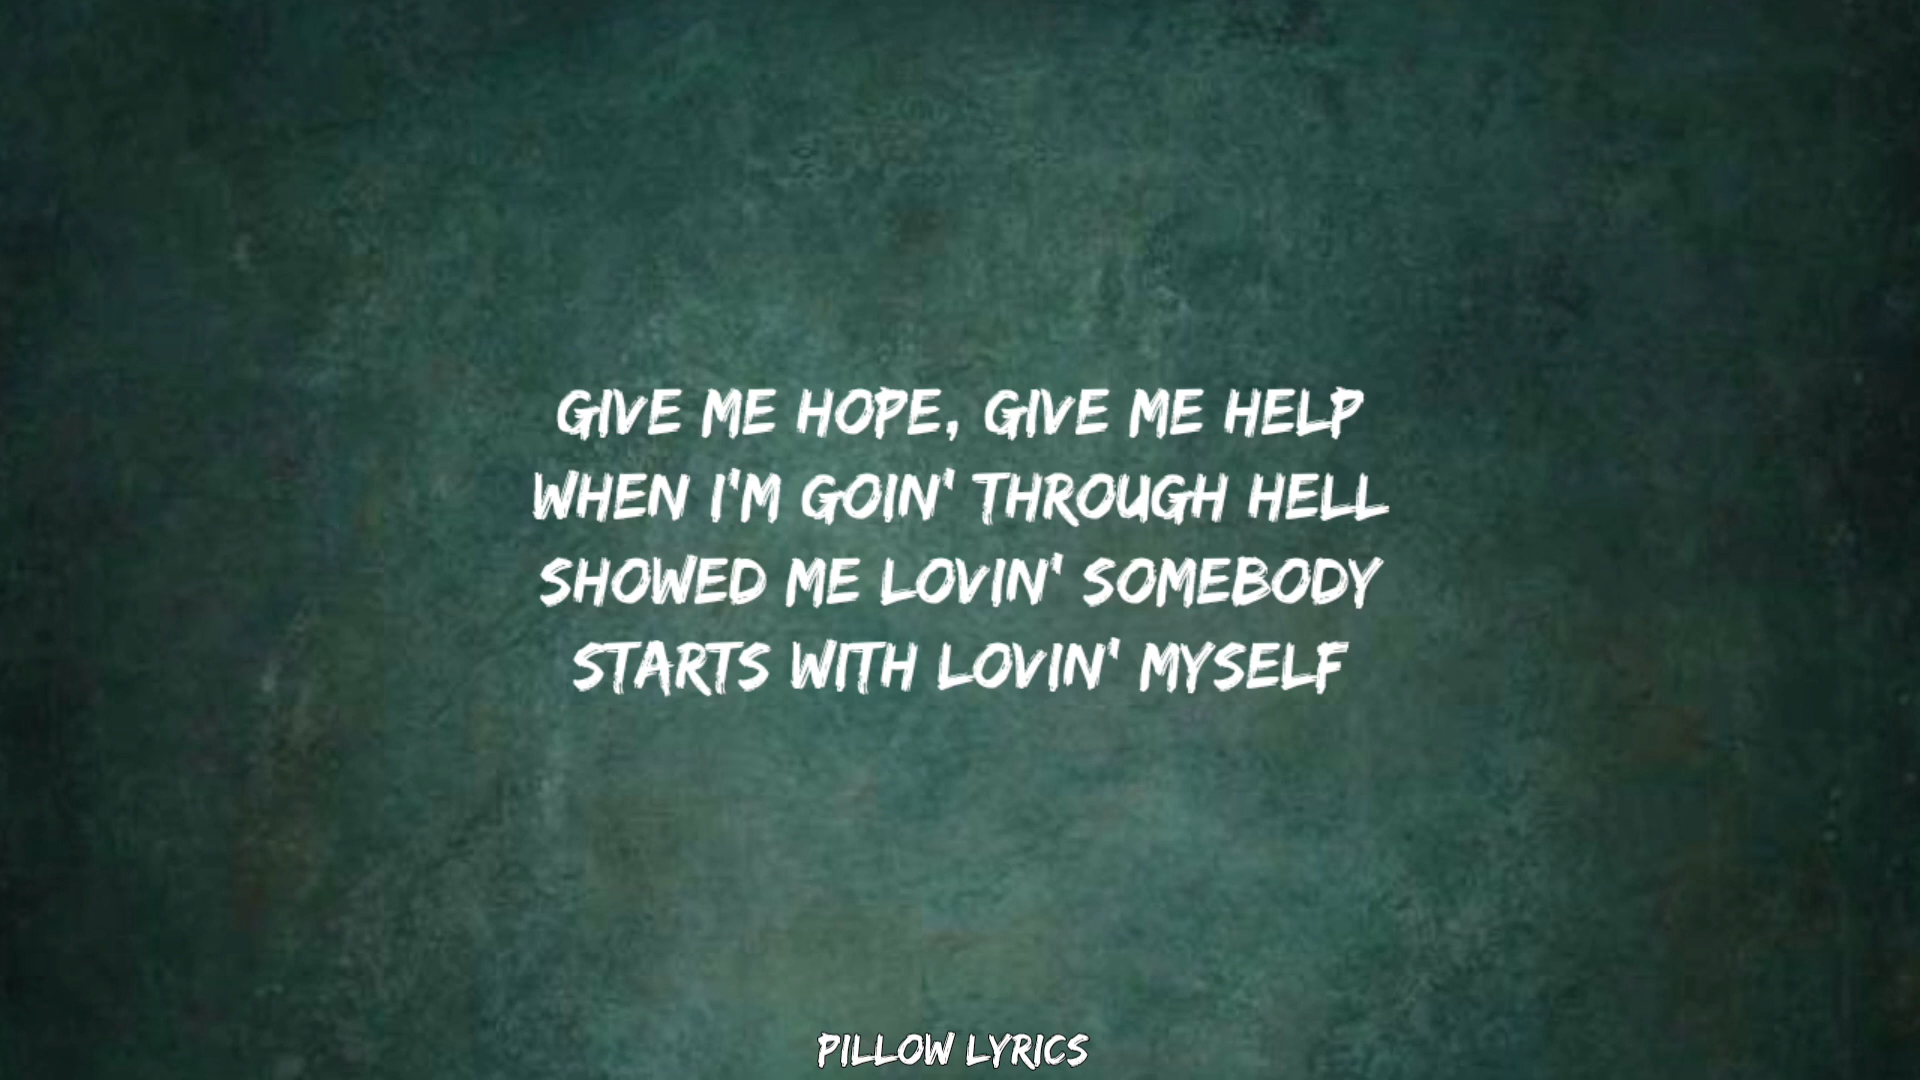 GIVE ME HOPE, GIVE ME HELP
WHEN I'M GOIN' THROUGH HELL
SHOWED ME LOVIN' SOMEBODY
STARTS WITH LOVIN' MYSELF
PILLOW LYRICS